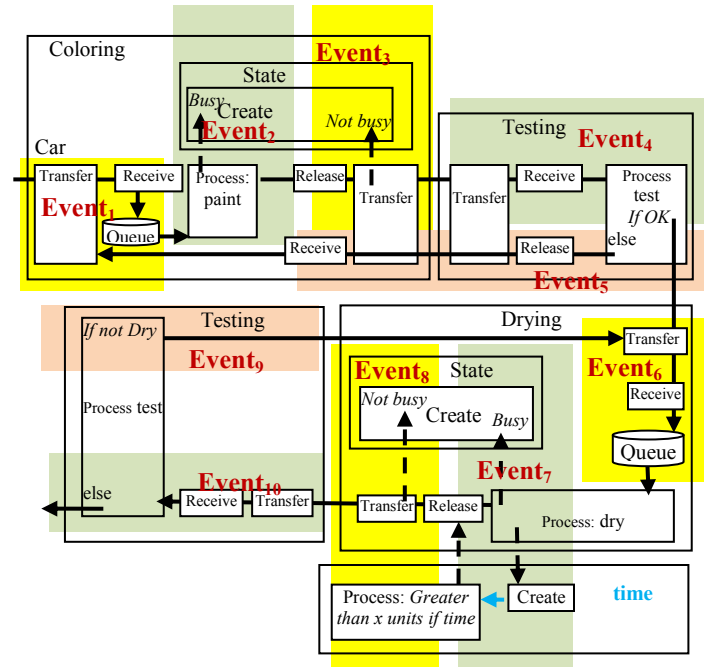 Coloring
Event3
State
Busy
Create
Event2
Not busy
Testing
Event4
Car
Transfer
Receive
Process:
paint
Release
Transfer
Transfer
Receive
Process
test
If OK
Event1
Queue
Receive
Release
else
Event5
If not Dry
Testing
Drying
Transfer
Event9
Event8
State
Event6
Not busy
Create
Busy
Receive
Process test
Queue
Event10
Event7
else
Receive
Transfer
Transfer
Release
Process: dry
Process: Greater
than x units if time
Create
time